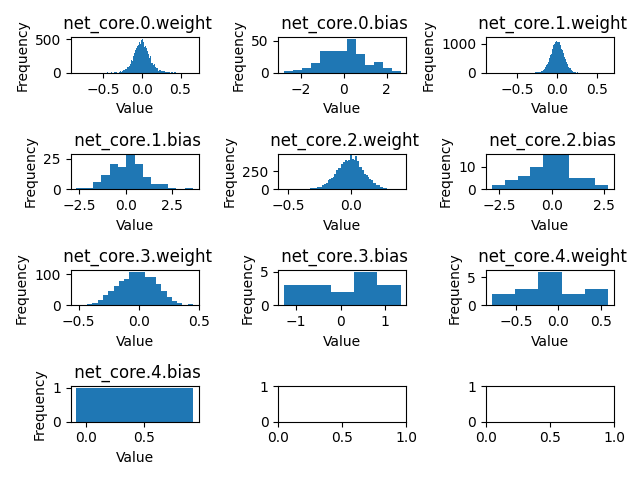 net_core.0.weight
Frequency
500
0
−0.5 0.0 0.5
Value
net_core.0.bias
Frequency
50
0
−2 0 2
Value
net_core.1.weight
Frequency
1000
0
−0.5 0.0 0.5
Value
net_core.1.bias
Frequency
25
0
−2.5 0.0 2.5
Value
net_core.2.weight
Frequency
250
0
−0.5 0.0
Value
net_core.2.bias
Frequency
10
0
−2.5 0.0 2.5
Value
net_core.3.weight
Frequency
100
0
−0.5 0.0 0.5
Value
net_core.3.bias
Frequency
5
0
−1 0 1
Value
net_core.4.weight
Frequency
5
0
−0.5 0.0 0.5
Value
net_core.4.bias
Frequency
1
0
0.0 0.5
Value
1
0
0.0 0.5 1.0
1
0
0.0 0.5 1.0